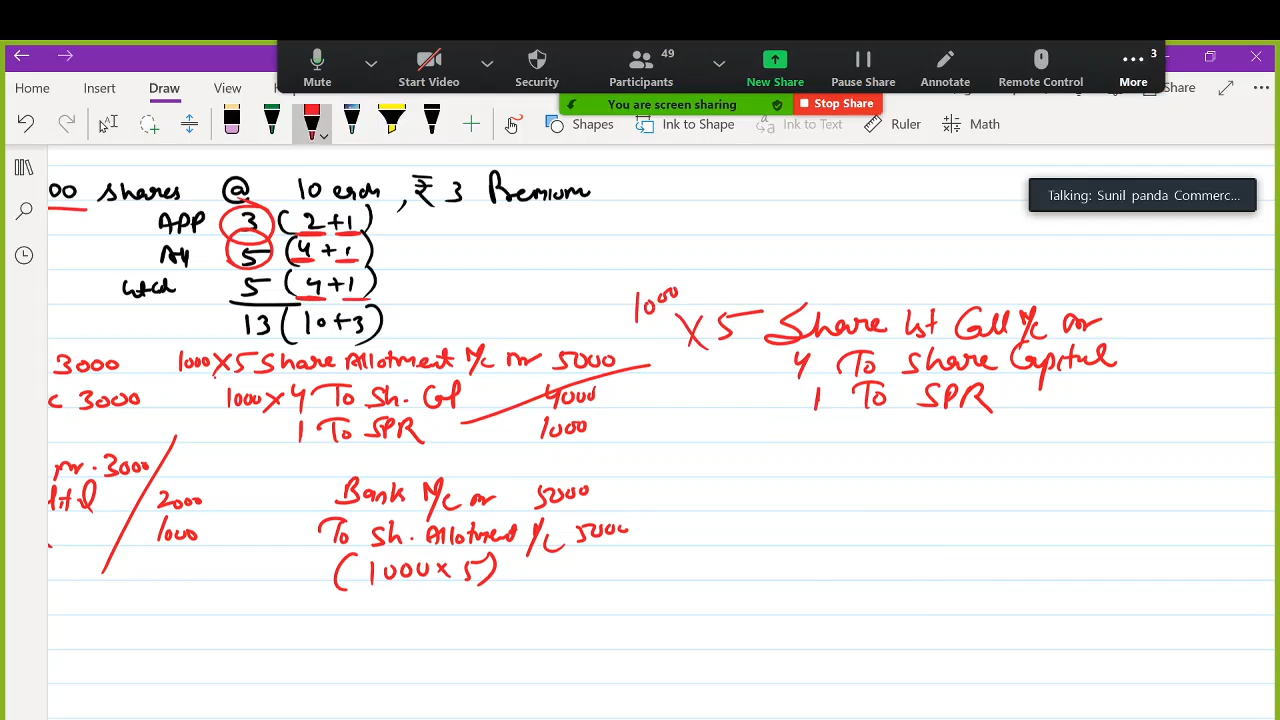 Mute
Start Video
Security
49
Participants
New Share
Pause Share
Annotate
Remote Control
3
More
You are screen sharing
Stop Share
Home
Insert
Draw
View
Share
Shapes
Ink to Shape
Ink to Text
Ruler
Math
Talking: Sunil panda Commerc...
00 shares @ 10 each, ₹ 3 Premium
APP 3 (2+1)
5 (4+1)
5 (4+1)
13 (10+3)
1000 X 5 Share 1st Call A/c Dr
4 To Share Capital
1 To SPR
3000
1000 X 5 Share Allotment A/c Dr 5000
C 3000
1000 X 4 To Sh. Cap 4000
1 To SPR 1000
Dr. 3000
2000
1000
Bank A/C Dr 5000
To Sh. Allotment A/C 5000
(1000 X 5)